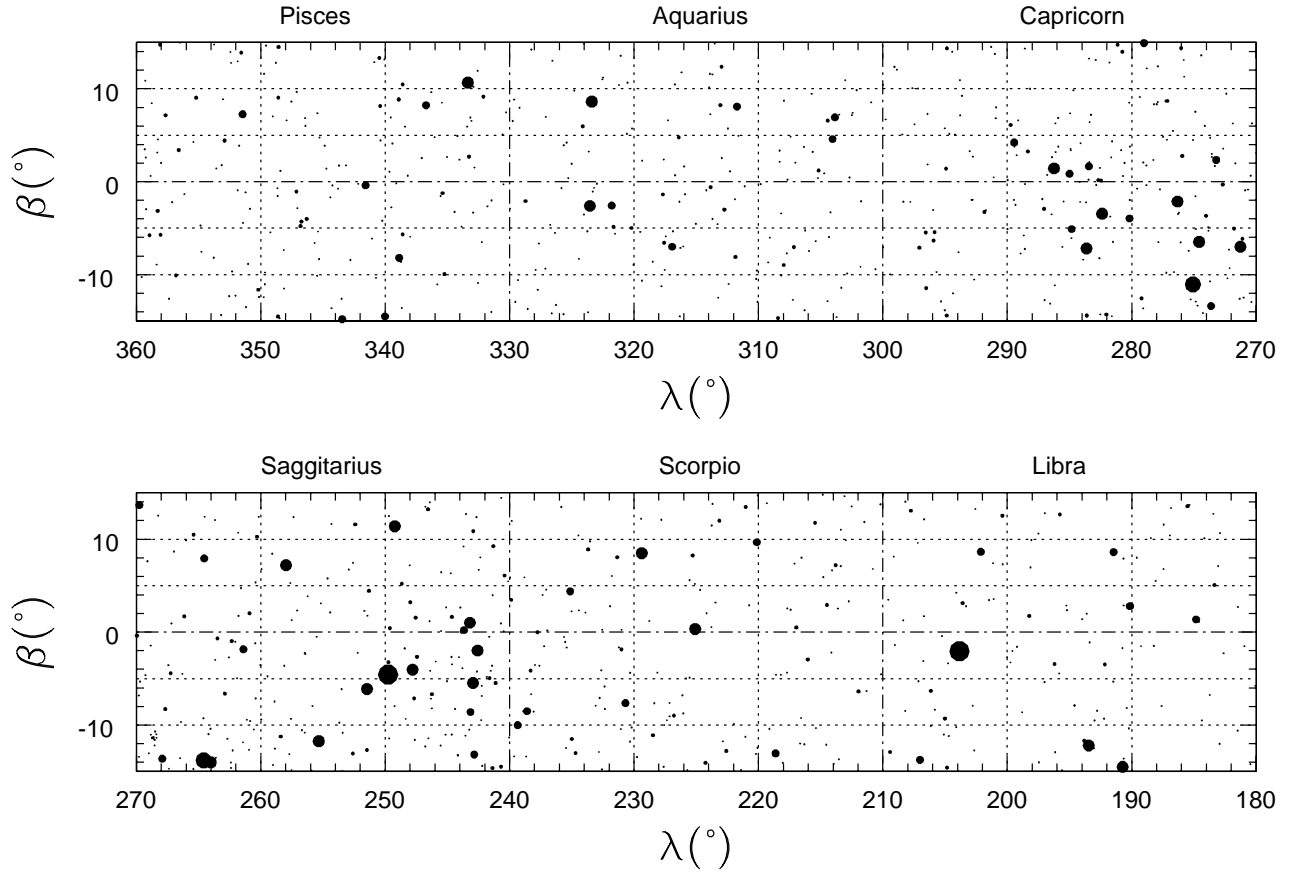 Pisces Aquarius Capricorn
10
0
-10
β(°)
360 350 340 330 320 310 300 290 280 270
λ(°)
Saggitarius Scorpio Libra
10
0
-10
β(°)
270 260 250 240 230 220 210 200 190 180
λ(°)